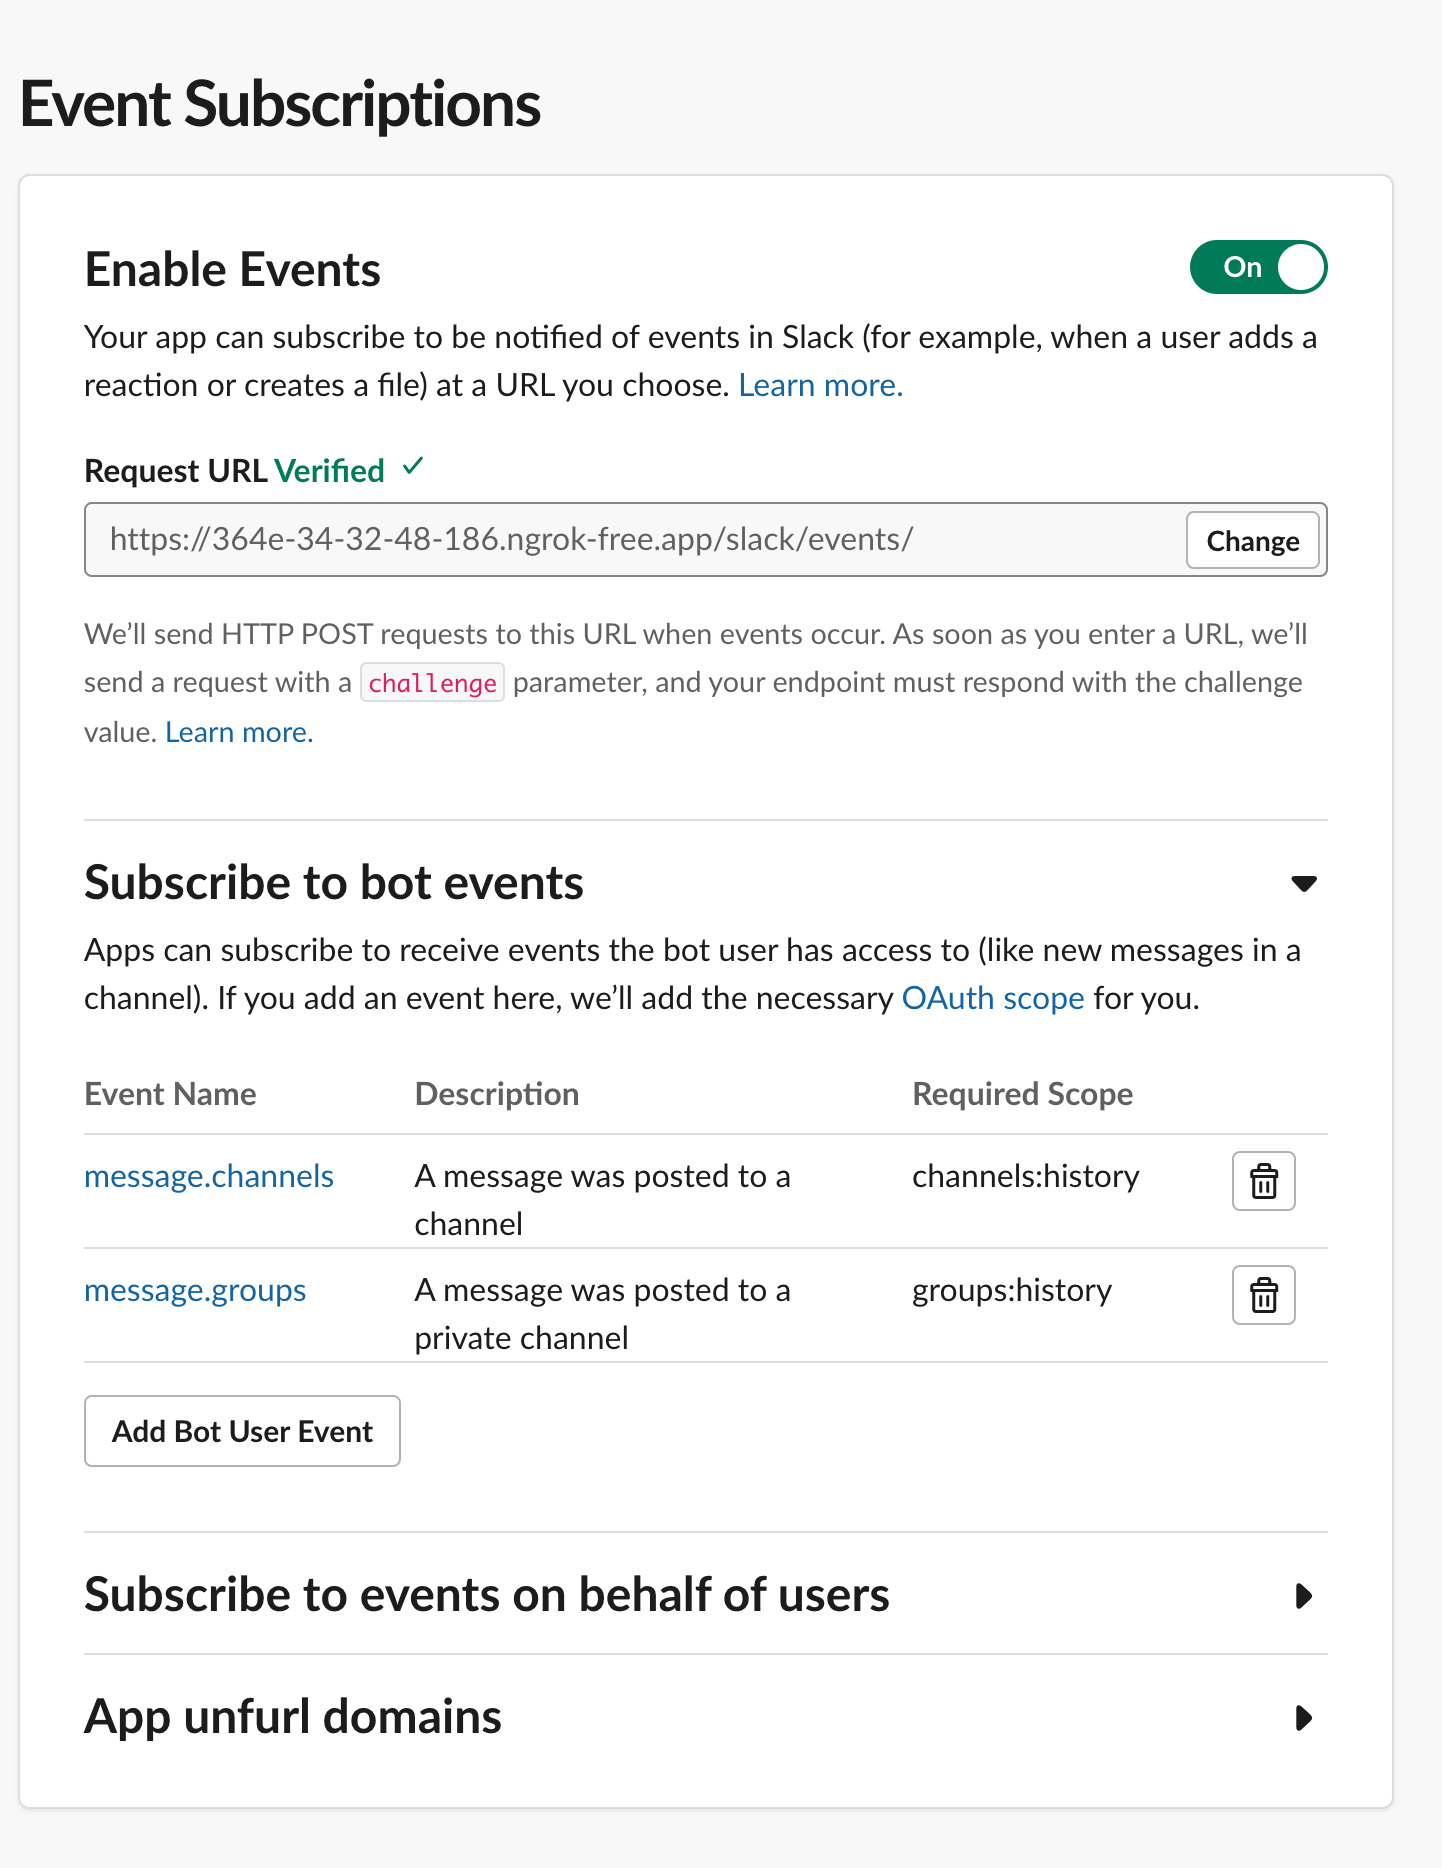 Event Subscriptions
Enable Events
On
Your app can subscribe to be notified of events in Slack (for example, when a user adds a
reaction or creates a file) at a URL you choose. Learn more.
Request URL Verified ✓
https://364e-34-32-48-186.ngrok-free.app/slack/events/
Change
We’ll send HTTP POST requests to this URL when events occur. As soon as you enter a URL, we’ll
send a request with a challenge parameter, and your endpoint must respond with the challenge
value. Learn more.
Subscribe to bot events
Apps can subscribe to receive events the bot user has access to (like new messages in a
channel). If you add an event here, we’ll add the necessary OAuth scope for you.
Event Name Description Required Scope
message.channels A message was posted to a channels:history
channel
message.groups A message was posted to a groups:history
private channel
Add Bot User Event
Subscribe to events on behalf of users
App unfurl domains